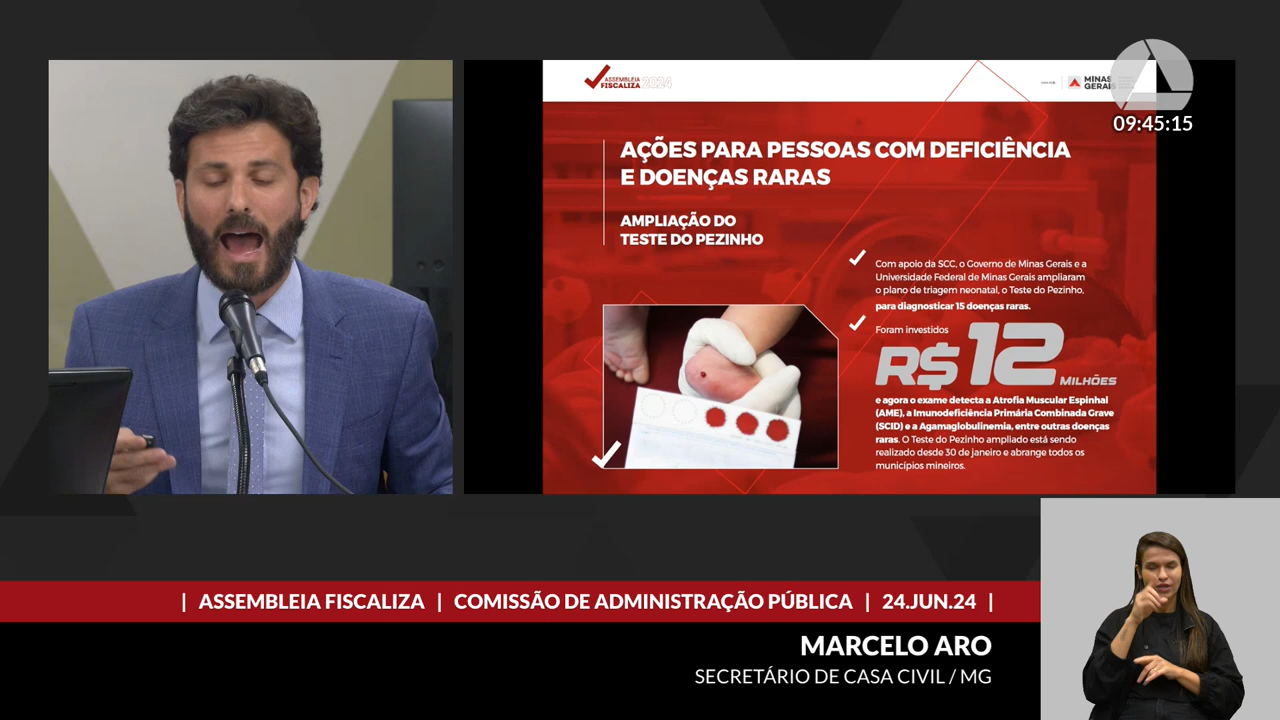 ASSEMBLEIA
FISCALIZA 2024
MINAS
GERAIS
09:45:15
AÇÕES PARA PESSOAS COM DEFICIÊNCIA
E DOENÇAS RARAS
AMPLIAÇÃO DO
TESTE DO PEZINHO
Com apoio da SCC, o Governo de Minas Gerais e a
Universidade Federal de Minas Gerais ampliaram
o plano de triagem neonatal, o Teste do Pezinho,
para diagnosticar 15 doenças raras.
Foram investidos
R$ 12 MILHÕES
e agora o exame detecta a Atrofia Muscular Espinhal
(AME), a Imunodeficiência Primária Combinada Grave
(SCID) e a Agamaglobulinemia, entre outras doenças
raras. O Teste do Pezinho ampliado está sendo
realizado desde 30 de janeiro e abrange todos os
municípios mineiros.
| ASSEMBLEIA FISCALIZA | COMISSÃO DE ADMINISTRAÇÃO PÚBLICA | 24.JUN.24 |
MARCELO ARO
SECRETÁRIO DE CASA CIVIL / MG